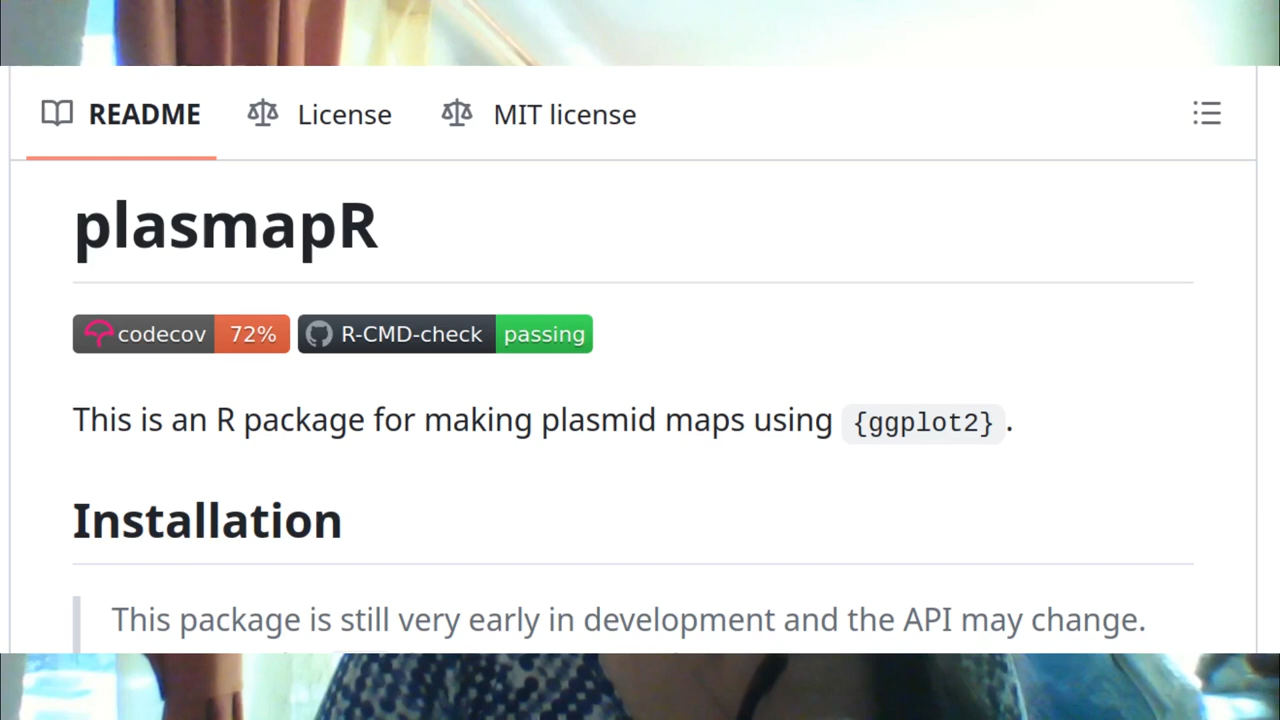 README License MIT license
plasmapR
codecov 72% R-CMD-check passing
This is an R package for making plasmid maps using {ggplot2}.
Installation
This package is still very early in development and the API may change.